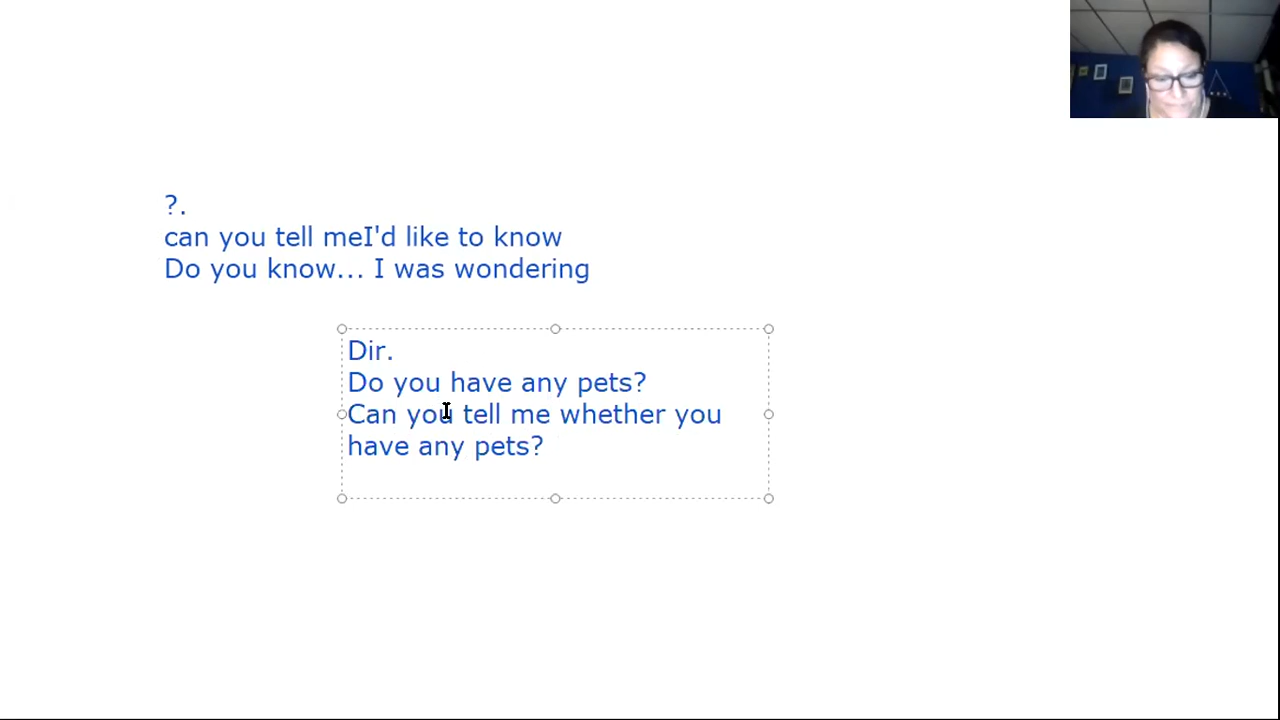 ?.
can you tell meI'd like to know
Do you know... I was wondering
Dir.
Do you have any pets?
Can you tell me whether you
have any pets?